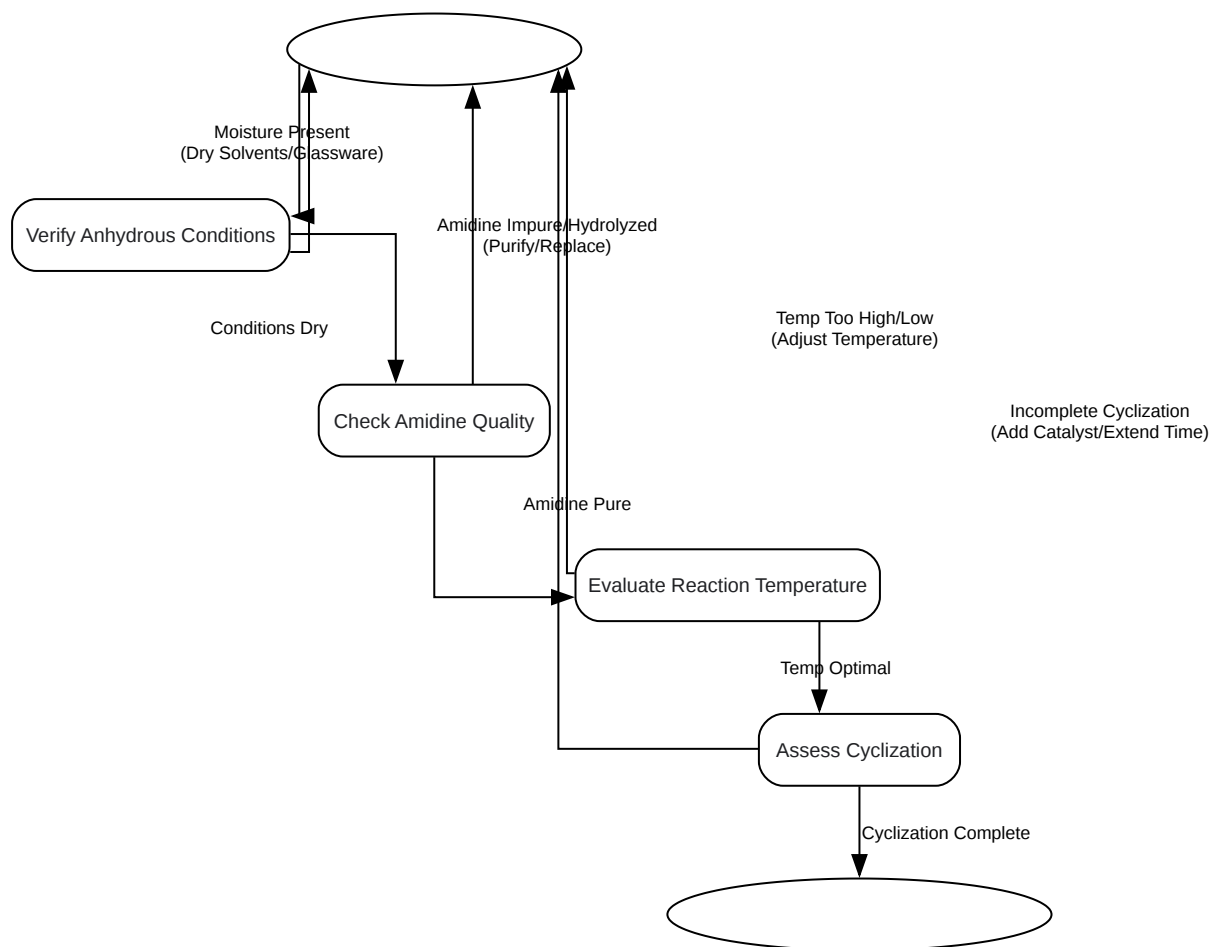 Moisture Present
(Dry Solvents/Glassware)
Verify Anhydrous Conditions
Amidine Impure/Hydrolyzed
(Purify/Replace)
Conditions Dry
Temp Too High/Low
(Adjust Temperature)
Check Amidine Quality
Incomplete Cyclization
(Add Catalyst/Extend Time)
Amidine Pure
Evaluate Reaction Temperature
Temp Optimal
Assess Cyclization
Cyclization Complete